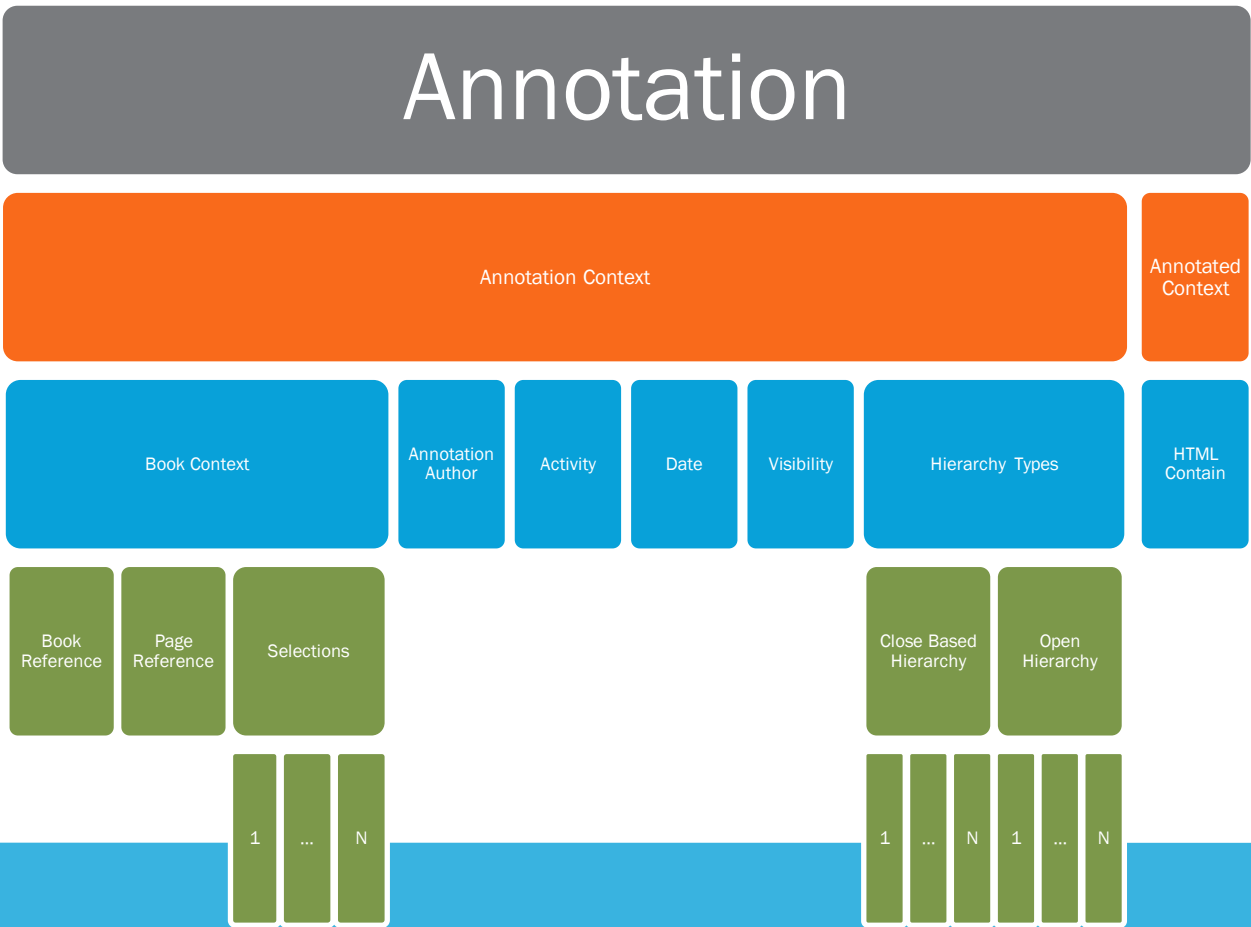 Annotation
Annotation Context
Annotated
Context
Book Context
Annotation
Author
Activity
Date
Visibility
Hierarchy Types
HTML
Contain
Book
Reference
Page
Reference
Selections
Close Based
Hierarchy
Open
Hierarchy
1
...
N
1
...
N
1
...
N